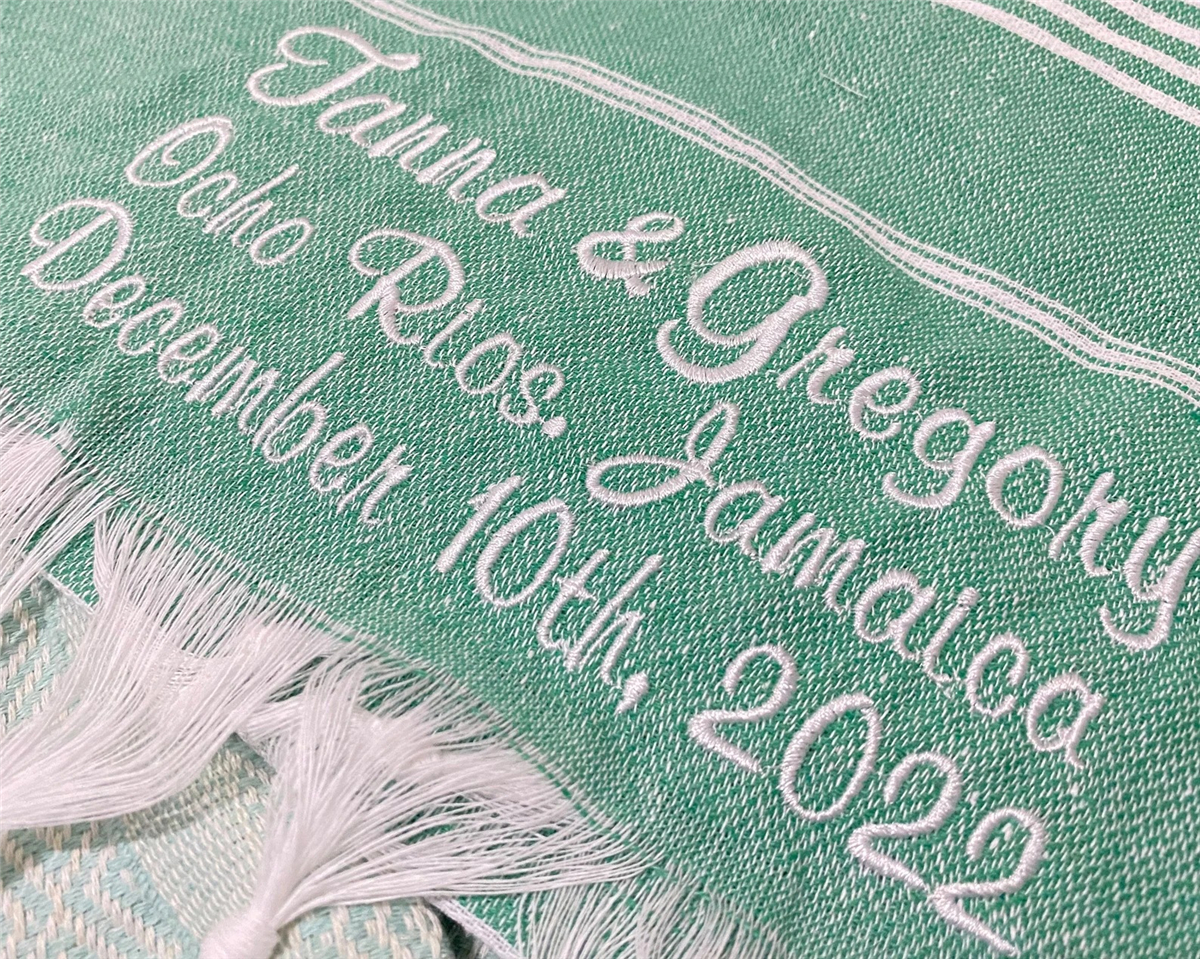 Tanna & Gregory
Ocho Rios. Jamaica
December 10th, 2022